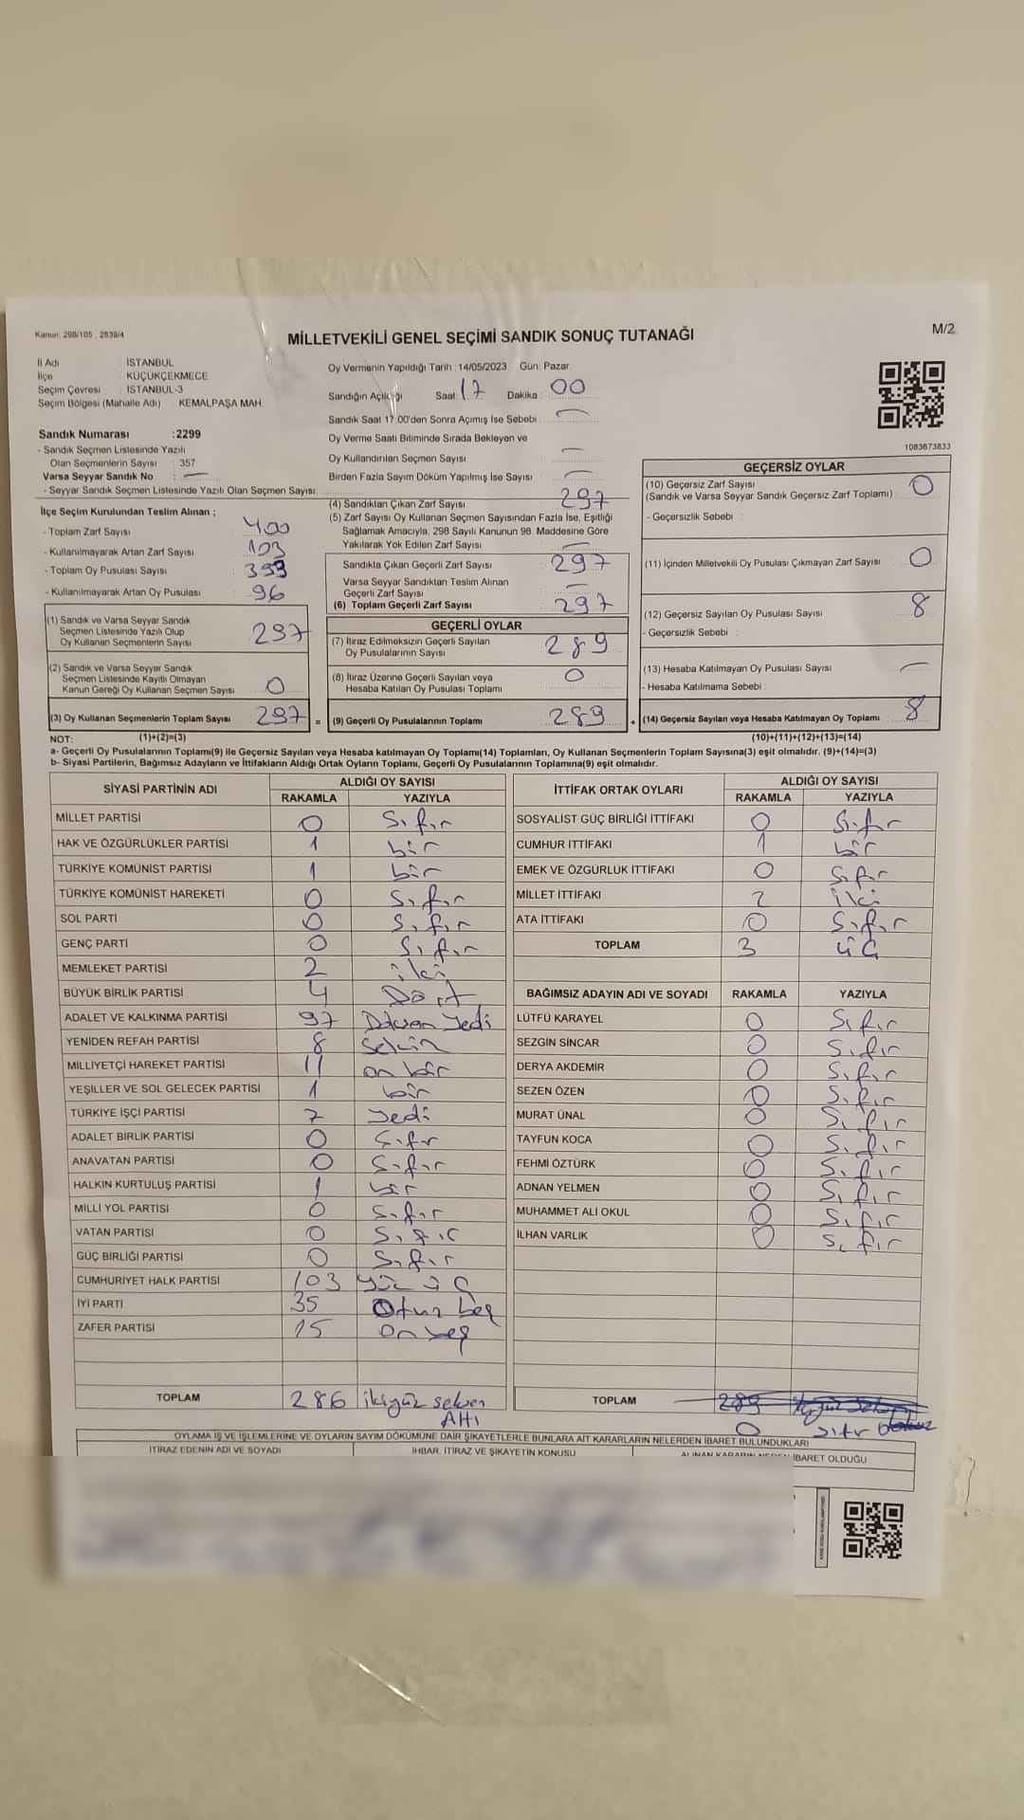 Kanun: 298/105 , 2839/4
MİLLETVEKİLİ GENEL SEÇİMİ SANDIK SONUÇ TUTANAĞI
M/2
İl Adı İSTANBUL
İlçe KÜÇÜKÇEKMECE
Seçim Çevresi : İSTANBUL-3
Seçim Bölgesi (Mahalle Adı) KEMALPAŞA MAH.
Sandık Numarası :2299
- Sandık Seçmen Listesinde Yazılı
Olan Seçmenlerin Sayısı : 357
Varsa Seyyar Sandık No : —
- Seyyar Sandık Seçmen Listesinde Yazılı Olan Seçmen Sayısı:
İlçe Seçim Kurulundan Teslim Alınan ;
- Toplam Zarf Sayısı 400
- Kullanılmayarak Artan Zarf Sayısı 103
- Toplam Oy Pusulası Sayısı 393
- Kullanılmayarak Artan Oy Pusulası 96
(1) Sandık ve Varsa Seyyar Sandık
Seçmen Listesinde Yazılı Olup
Oy Kullanan Seçmenlerin Sayısı 297
(2) Sandık ve Varsa Seyyar Sandık
Seçmen Listesinde Kayıtlı Olmayan
Kanun Gereği Oy Kullanan Seçmen Sayısı 0
(3) Oy Kullanan Seçmenlerin Toplam Sayısı 297 =
Oy Vermenin Yapıldığı Tarih : 14/05/2023 Gün: Pazar
Sandığın Açılışı Saat: 17 Dakika : 00
Sandık Saat 17.00'den Sonra Açımış İse Sebebi : —
Oy Verme Saati Bitiminde Sırada Bekleyen ve
Oy Kullandırılan Seçmen Sayısı —
Birden Fazla Sayım Döküm Yapılmış İse Sayısı : —
(4) Sandıktan Çıkan Zarf Sayısı 297
(5) Zarf Sayısı Oy Kullanan Seçmen Sayısından Fazla İse, Eşitliği
Sağlamak Amacıyla, 298 Sayılı Kanunun 98. Maddesine Göre
Yakılarak Yok Edilen Zarf Sayısı —
Sandıkta Çıkan Geçerli Zarf Sayısı 297
Varsa Seyyar Sandıktan Teslim Alınan
Geçerli Zarf Sayısı —
(6) Toplam Geçerli Zarf Sayısı 297
GEÇERLİ OYLAR
(7) İtiraz Edilmeksizin Geçerli Sayılan
Oy Pusulalarının Sayısı 289
(8) İtiraz Üzerine Geçerli Sayılan veya
Hesaba Katılan Oy Pusulası Toplamı 0
(9) Geçerli Oy Pusulalarının Toplamı 289 +
1083673833
GEÇERSİZ OYLAR
(10) Geçersiz Zarf Sayısı 0
(Sandık ve Varsa Seyyar Sandık Geçersiz Zarf Toplamı)
- Geçersizlik Sebebi :
(11) İçinden Milletvekili Oy Pusulası Çıkmayan Zarf Sayısı 0
(12) Geçersiz Sayılan Oy Pusulası Sayısı 8
- Geçersizlik Sebebi :
(13) Hesaba Katılmayan Oy Pusulası Sayısı —
- Hesaba Katılmama Sebebi :
(14) Geçersiz Sayılan veya Hesaba Katılmayan Oy Toplamı 8
NOT: (1)+(2)=(3) (10)+(11)+(12)+(13)=(14)
a- Geçerli Oy Pusulalarının Toplamı(9) ile Geçersiz Sayılan veya Hesaba katılmayan Oy Toplamı(14) Toplamları, Oy Kullanan Seçmenlerin Toplam Sayısına(3) eşit olmalıdır. (9)+(14)=(3)
b- Siyasi Partilerin, Bağımsız Adayların ve İttifakların Aldığı Ortak Oyların Toplamı, Geçerli Oy Pusulalarının Toplamına(9) eşit olmalıdır.
SİYASİ PARTİNİN ADI ALDIĞI OY SAYISI
RAKAMLA YAZIYLA
MİLLET PARTİSİ 0 Sıfır
HAK VE ÖZGÜRLÜKLER PARTİSİ 1 bir
TÜRKİYE KOMÜNİST PARTİSİ 1 bir
TÜRKİYE KOMÜNİST HAREKETİ 0 Sıfır
SOL PARTİ 0 Sıfır
GENÇ PARTİ 0 Sıfır
MEMLEKET PARTİSİ 2 iki
BÜYÜK BİRLİK PARTİSİ 4 Dört
ADALET VE KALKINMA PARTİSİ 97 Doksan Yedi
YENİDEN REFAH PARTİSİ 8 Sekiz
MİLLİYETÇİ HAREKET PARTİSİ 11 on bir
YEŞİLLER VE SOL GELECEK PARTİSİ 1 bir
TÜRKİYE İŞÇİ PARTİSİ 7 Yedi
ADALET BİRLİK PARTİSİ 0 Sıfır
ANAVATAN PARTİSİ 0 Sıfır
HALKIN KURTULUŞ PARTİSİ 1 bir
MİLLİ YOL PARTİSİ 0 Sıfır
VATAN PARTİSİ 0 Sıfır
GÜÇ BİRLİĞİ PARTİSİ 0 Sıfır
CUMHURİYET HALK PARTİSİ 103 Yüz üç
İYİ PARTİ 35 Otuz beş
ZAFER PARTİSİ 15 on beş
TOPLAM 286 ikiyüz seksen
Altı
İTTİFAK ORTAK OYLARI ALDIĞI OY SAYISI
RAKAMLA YAZIYLA
SOSYALİST GÜÇ BİRLİĞİ İTTİFAKI 0 Sıfır
CUMHUR İTTİFAKI 1 bir
EMEK VE ÖZGÜRLÜK İTTİFAKI 0 Sıfır
MİLLET İTTİFAKI 2 iki
ATA İTTİFAKI 0 Sıfır
TOPLAM 3 üç
BAĞIMSIZ ADAYIN ADI VE SOYADI RAKAMLA YAZIYLA
LÜTFÜ KARAYEL 0 Sıfır
SEZGİN SİNCAR 0 Sıfır
DERYA AKDEMİR 0 Sıfır
SEZEN ÖZEN 0 Sıfır
MURAT ÜNAL 0 Sıfır
TAYFUN KOCA 0 Sıfır
FEHMİ ÖZTÜRK 0 Sıfır
ADNAN YELMEN 0 Sıfır
MUHAMMET ALİ OKUL 0 Sıfır
İLHAN VARLIK 0 Sıfır
TOPLAM 289
0 Sıfır
OYLAMA İŞ VE İŞLEMLERİNE VE OYLARIN SAYIM DÖKÜMÜNE DAİR ŞİKAYETLERLE BUNLARA AİT KARARLARIN NELERDEN İBARET BULUNDUKLARI
İTİRAZ EDENİN ADI VE SOYADI İHBAR, İTİRAZ VE ŞİKAYETİN KONUSU ALINAN KARARIN NEDEN İBARET OLDUĞU